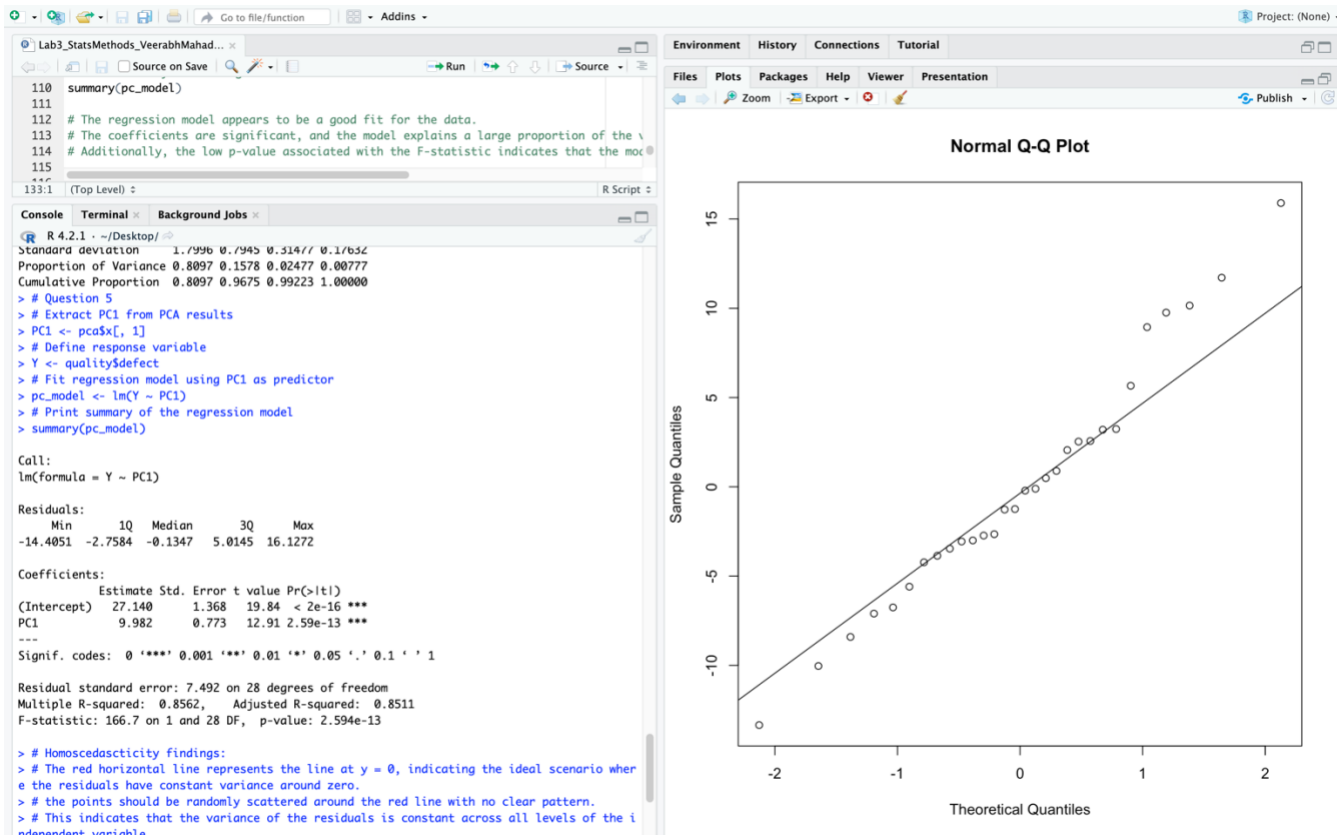 Go to file/function
Addins
Project: (None)
Lab3_StatsMethods_VeerabhMahad...
Source on Save
Run
Source
110 summary(pc_model)
111
112 # The regression model appears to be a good fit for the data.
113 # The coefficients are significant, and the model explains a large proportion of the
114 # Additionally, the low p-value associated with the F-statistic indicates that the
115
133:1 (Top Level)
R Script
Console Terminal Background Jobs
R 4.2.1 · ~/Desktop/
Standard deviation 1.7996 0.7945 0.31477 0.17632
Proportion of Variance 0.8097 0.1578 0.02477 0.00777
Cumulative Proportion 0.8097 0.9675 0.99223 1.00000
> # Question 5
> # Extract PC1 from PCA results
> PC1 <- pca$x[, 1]
> # Define response variable
> Y <- quality$defect
> # Fit regression model using PC1 as predictor
> pc_model <- lm(Y ~ PC1)
> # Print summary of the regression model
> summary(pc_model)
Call:
lm(formula = Y ~ PC1)
Residuals:
Min 1Q Median 3Q Max
-14.4051 -2.7584 -0.1347 5.0145 16.1272
Coefficients:
Estimate Std. Error t value Pr(>|t|)
(Intercept) 27.140 1.368 19.84 < 2e-16 ***
PC1 9.982 0.773 12.91 2.59e-13 ***
---
Signif. codes: 0 ‘***’ 0.001 ‘**’ 0.01 ‘*’ 0.05 ‘.’ 0.1 ‘ ’ 1
Residual standard error: 7.492 on 28 degrees of freedom
Multiple R-squared: 0.8562, Adjusted R-squared: 0.8511
F-statistic: 166.7 on 1 and 28 DF, p-value: 2.594e-13
> # Homoscedascticity findings:
> # The red horizontal line represents the line at y = 0, indicating the ideal scenario wher
e the residuals have constant variance around zero.
> # the points should be randomly scattered around the red line with no clear pattern.
> # This indicates that the variance of the residuals is constant across all levels of the i
ndependent variable
Environment History Connections Tutorial
Files Plots Packages Help Viewer Presentation
Zoom Export Publish
Normal Q-Q Plot
Sample Quantiles
15
10
5
0
-5
-10
-2 -1 0 1 2
Theoretical Quantiles